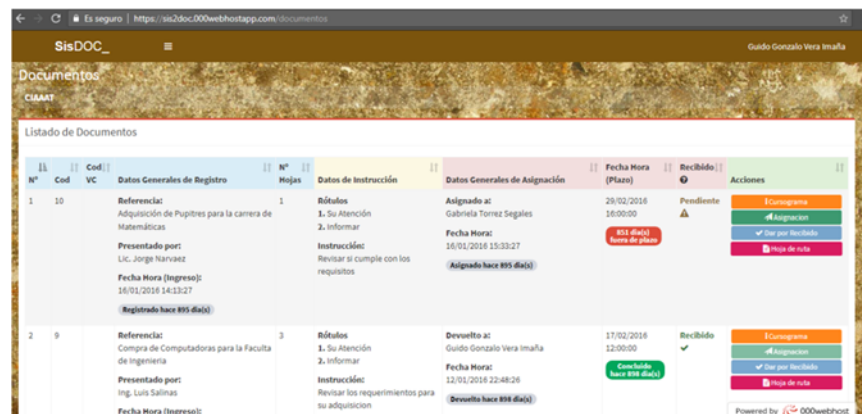 Es seguro | https://sis2doc.000webhostapp.com/documentos
SisDOC_
Guido Gonzalo Vera Imaña
Documentos
CIAAAT
Listado de Documentos
N° Cod Cod VC Datos Generales de Registro N° Hojas Datos de Instrucción Datos Generales de Asignación Fecha Hora (Plazo) Recibido Acciones
1 10
Referencia:
Adquisición de Pupitres para la carrera de
Matemáticas
Presentado por:
Lic. Jorge Narvaez
Fecha Hora (Ingreso):
16/01/2016 14:13:27
Registrado hace 895 dia(s)
1
Rótulos
1. Su Atención
2. Informar
Instrucción:
Revisar si cumple con los
requisitos
Asignado a:
Gabriela Torrez Segales
Fecha Hora:
16/01/2016 15:33:27
Asignado hace 895 dia(s)
29/02/2016
16:00:00
851 dia(s)
fuera de plazo
Pendiente
Cursograma
Asignacion
Dar por Recibido
Hoja de ruta
2 9
Referencia:
Compra de Computadoras para la Faculta
de Ingenieria
Presentado por:
Ing. Luis Salinas
Fecha Hora (Ingreso):
3
Rótulos
1. Su Atención
2. Informar
Instrucción:
Revisar los requerimientos para
su adquisicion
Devuelto a:
Guido Gonzalo Vera Imaña
Fecha Hora:
12/01/2016 22:48:26
Devuelto hace 898 dia(s)
17/02/2016
12:00:00
Concluido
hace 898 dia(s)
Recibido
Cursograma
Asignacion
Dar por Recibido
Hoja de ruta
Powered by 000webhost